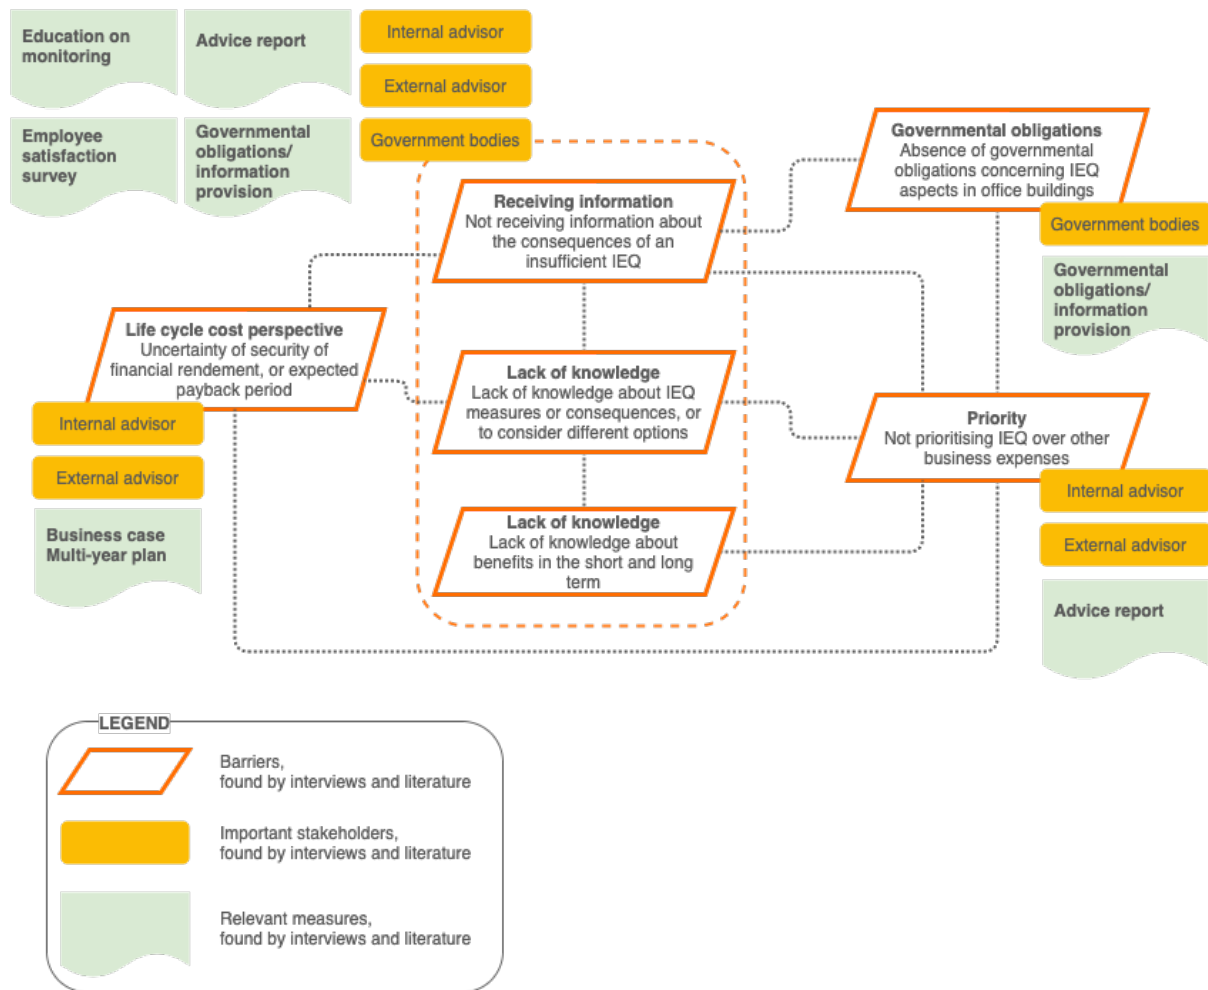 Education on
monitoring
Advice report
Internal advisor
External advisor
Employee
satisfaction
survey
Governmental
obligations/
information
provision
Government bodies
Governmental obligations
Absence of governmental
obligations concerning IEQ
aspects in office buildings
Government bodies
Governmental
obligations/
information
provision
Receiving information
Not receiving information about
the consequences of an
insufficient IEQ
Life cycle cost perspective
Uncertainty of security of
financial rendement, or expected
payback period
Internal advisor
External advisor
Business case
Multi-year plan
Lack of knowledge
Lack of knowledge about IEQ
measures or consequences, or
to consider different options
Priority
Not prioritising IEQ over other
business expenses
Internal advisor
External advisor
Advice report
Lack of knowledge
Lack of knowledge about
benefits in the short and long
term
LEGEND
Barriers,
found by interviews and literature
Important stakeholders,
found by interviews and literature
Relevant measures,
found by interviews and literature